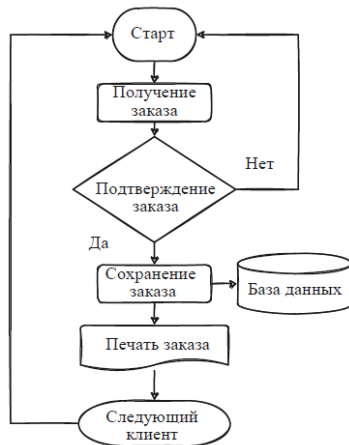 Старт
Получение
заказа
Нет
Подтверждение
заказа
Да
Сохранение
заказа
База данных
Печать заказа
Следующий
клиент